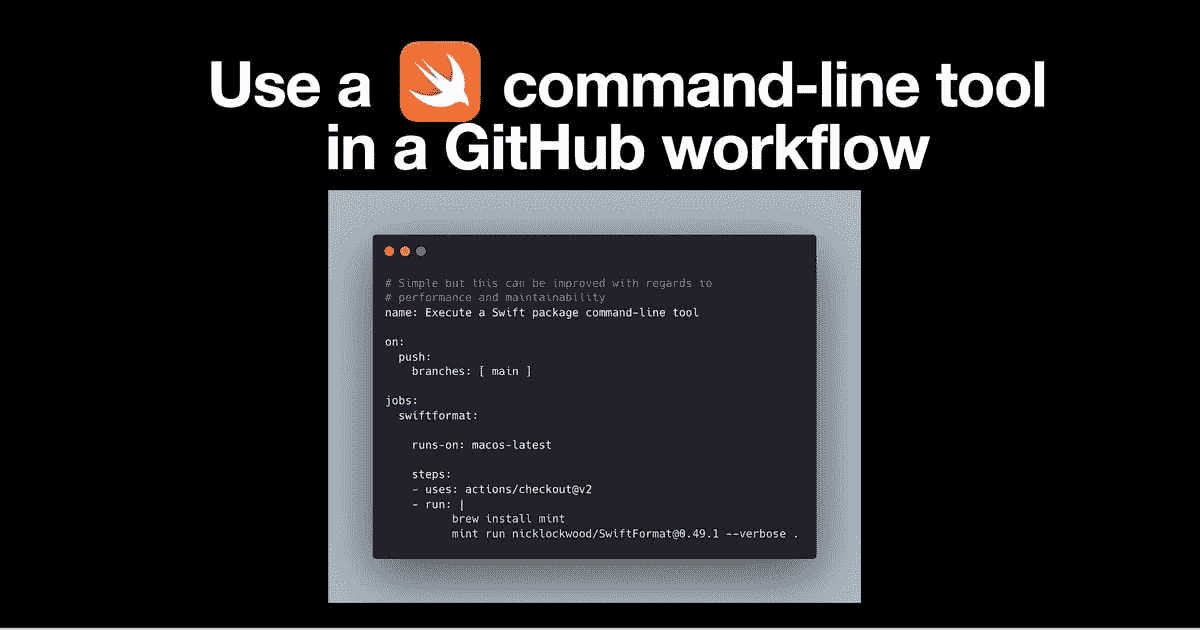 Use a command-line tool
in a GitHub workflow
# Simple but this can be improved with regards to
# performance and maintainability
name: Execute a Swift package command-line tool
on:
push:
branches: [ main ]
jobs:
swiftformat:
runs-on: macos-latest
steps:
- uses: actions/checkout@v2
- run: |
brew install mint
mint run nicklockwood/SwiftFormat@0.49.1 --verbose .